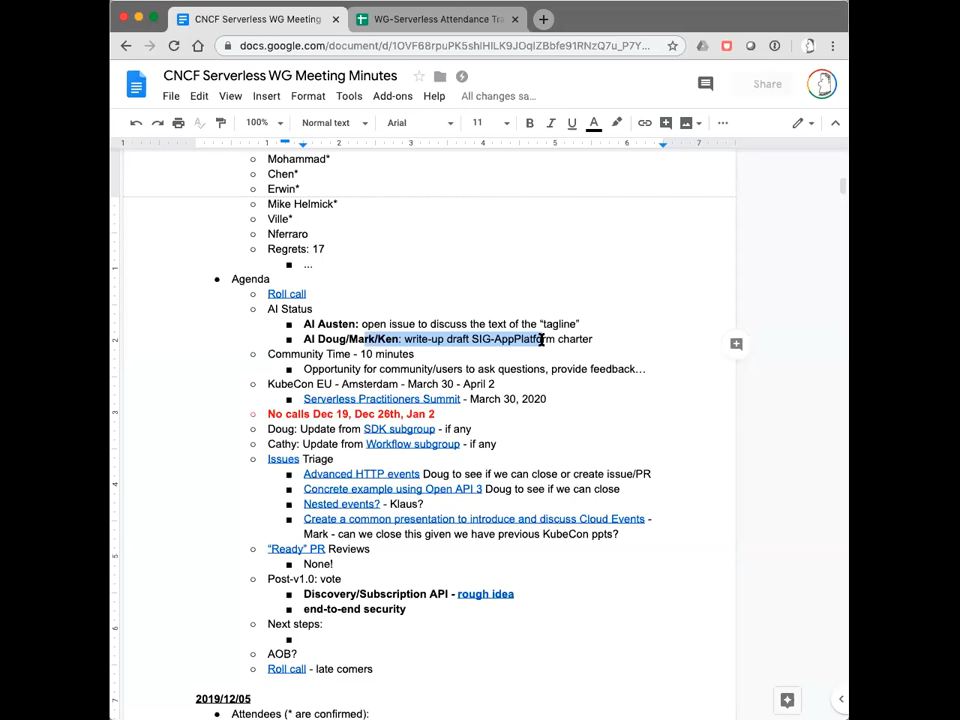 CNCF Serverless WG Meeting
WG-Serverless Attendance Tra
docs.google.com/document/d/1OVF68rpuPK5shIHILK9JOqIZBbfe91RNzQ7u_P7Y...
CNCF Serverless WG Meeting Minutes
Share
File Edit View Insert Format Tools Add-ons Help All changes sa...
100% Normal text Arial 11 B I U A
1 1 2 3 4 5 6 7
Mohammad*
Chen*
Erwin*
Mike Helmick*
Ville*
Nferraro
Regrets: 17
...
Agenda
Roll call
AI Status
AI Austen: open issue to discuss the text of the “tagline”
AI Doug/Mark/Ken: write-up draft SIG-AppPlatform charter
Community Time - 10 minutes
Opportunity for community/users to ask questions, provide feedback…
KubeCon EU - Amsterdam - March 30 - April 2
Serverless Practitioners Summit - March 30, 2020
No calls Dec 19, Dec 26th, Jan 2
Doug: Update from SDK subgroup - if any
Cathy: Update from Workflow subgroup - if any
Issues Triage
Advanced HTTP events Doug to see if we can close or create issue/PR
Concrete example using Open API 3 Doug to see if we can close
Nested events? - Klaus?
Create a common presentation to introduce and discuss Cloud Events -
Mark - can we close this given we have previous KubeCon ppts?
“Ready” PR Reviews
None!
Post-v1.0: vote
Discovery/Subscription API - rough idea
end-to-end security
Next steps:
AOB?
Roll call - late comers
2019/12/05
Attendees (* are confirmed):